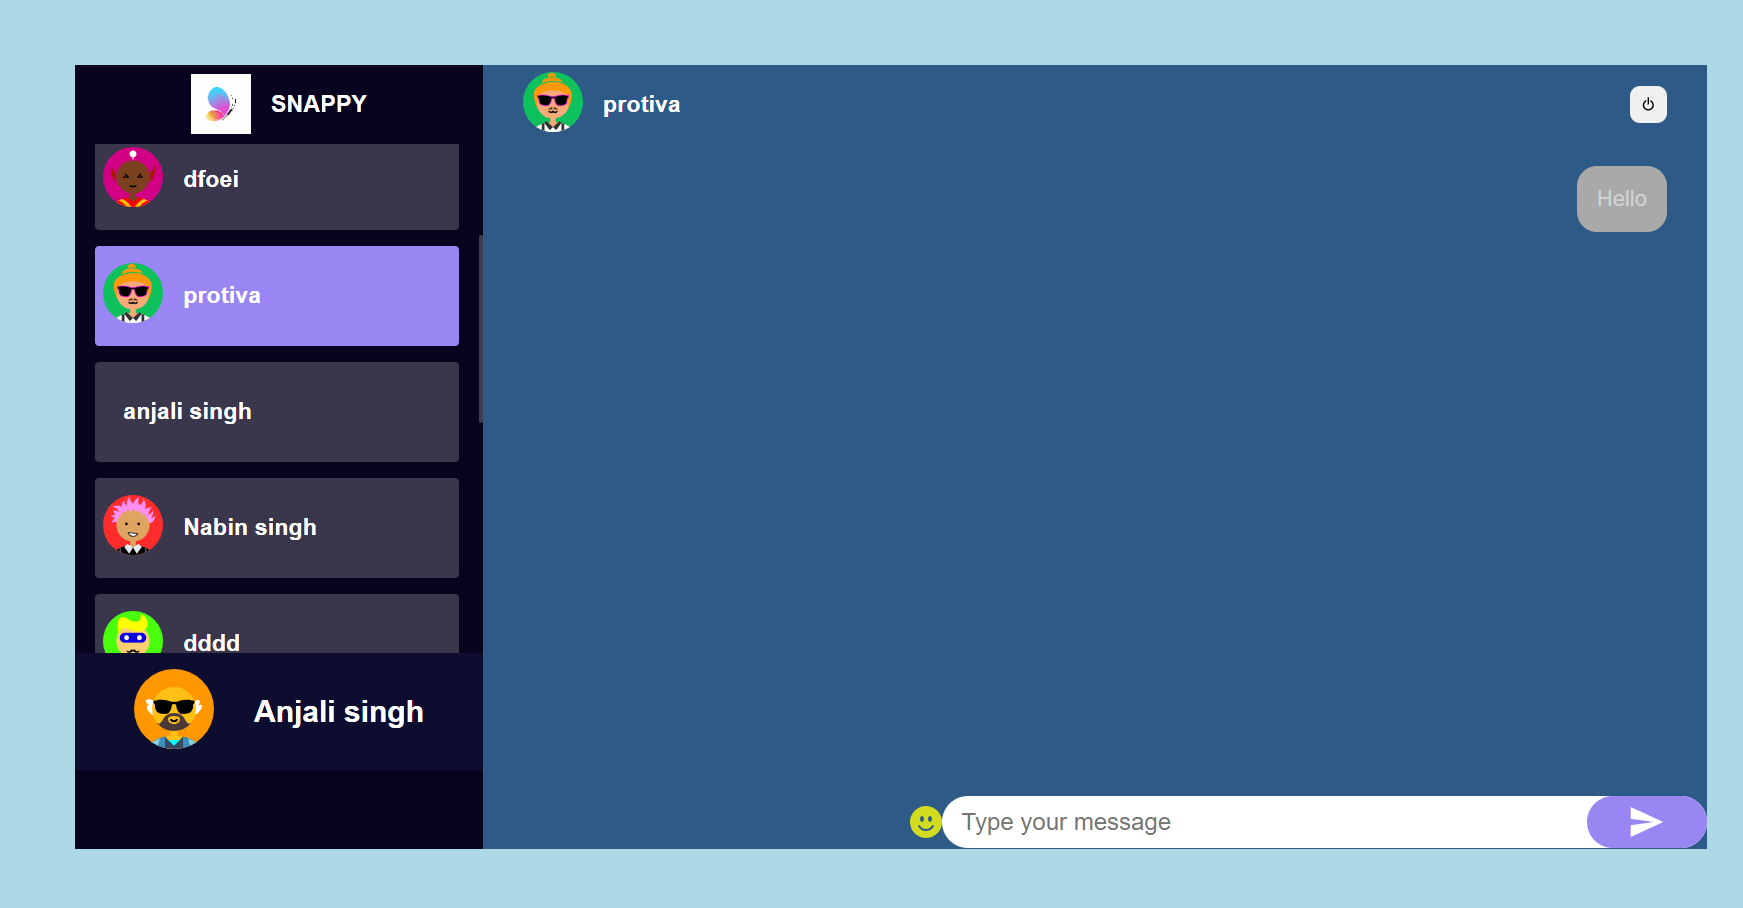 SNAPPY
dfoei
protiva
anjali singh
Nabin singh
dddd
Anjali singh
protiva
Hello
Type your message